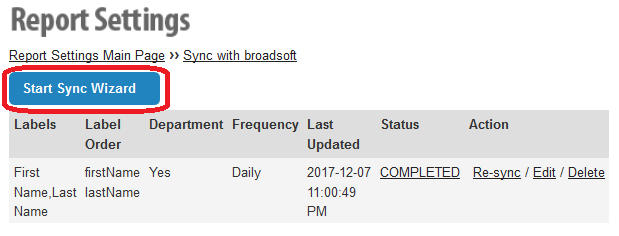 Report Settings
Report Settings Main Page ›› Sync with broadsoft
Start Sync Wizard
Labels Label Order Department Frequency Last Updated Status Action
First Name,Last Name firstName lastName Yes Daily 2017-12-07 11:00:49 PM COMPLETED Re-sync / Edit / Delete